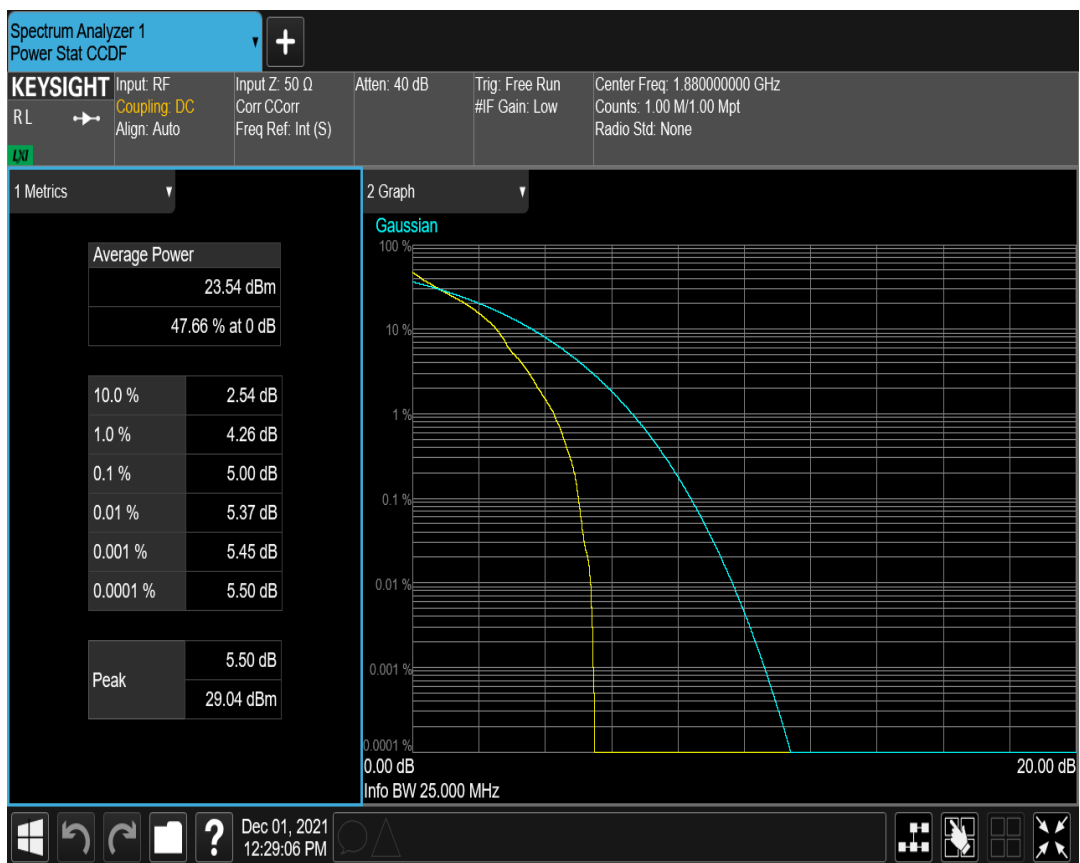 Spectrum Analyzer 1
Power Stat CCDF
KEYSIGHT
RL
LXI
Input: RF
Coupling: DC
Align: Auto
Input Z: 50 Ω
Corr CCorr
Freq Ref: Int (S)
Atten: 40 dB
Trig: Free Run
#IF Gain: Low
Center Freq: 1.880000000 GHz
Counts: 1.00 M/1.00 Mpt
Radio Std: None
1 Metrics
Average Power
23.54 dBm
47.66 % at 0 dB
10.0 % 2.54 dB
1.0 % 4.26 dB
0.1 % 5.00 dB
0.01 % 5.37 dB
0.001 % 5.45 dB
0.0001 % 5.50 dB
Peak
5.50 dB
29.04 dBm
2 Graph
Gaussian
100 %
10 %
1 %
0.1 %
0.01 %
0.001 %
0.0001 %
0.00 dB 20.00 dB
Info BW 25.000 MHz
?
Dec 01, 2021
12:29:06 PM